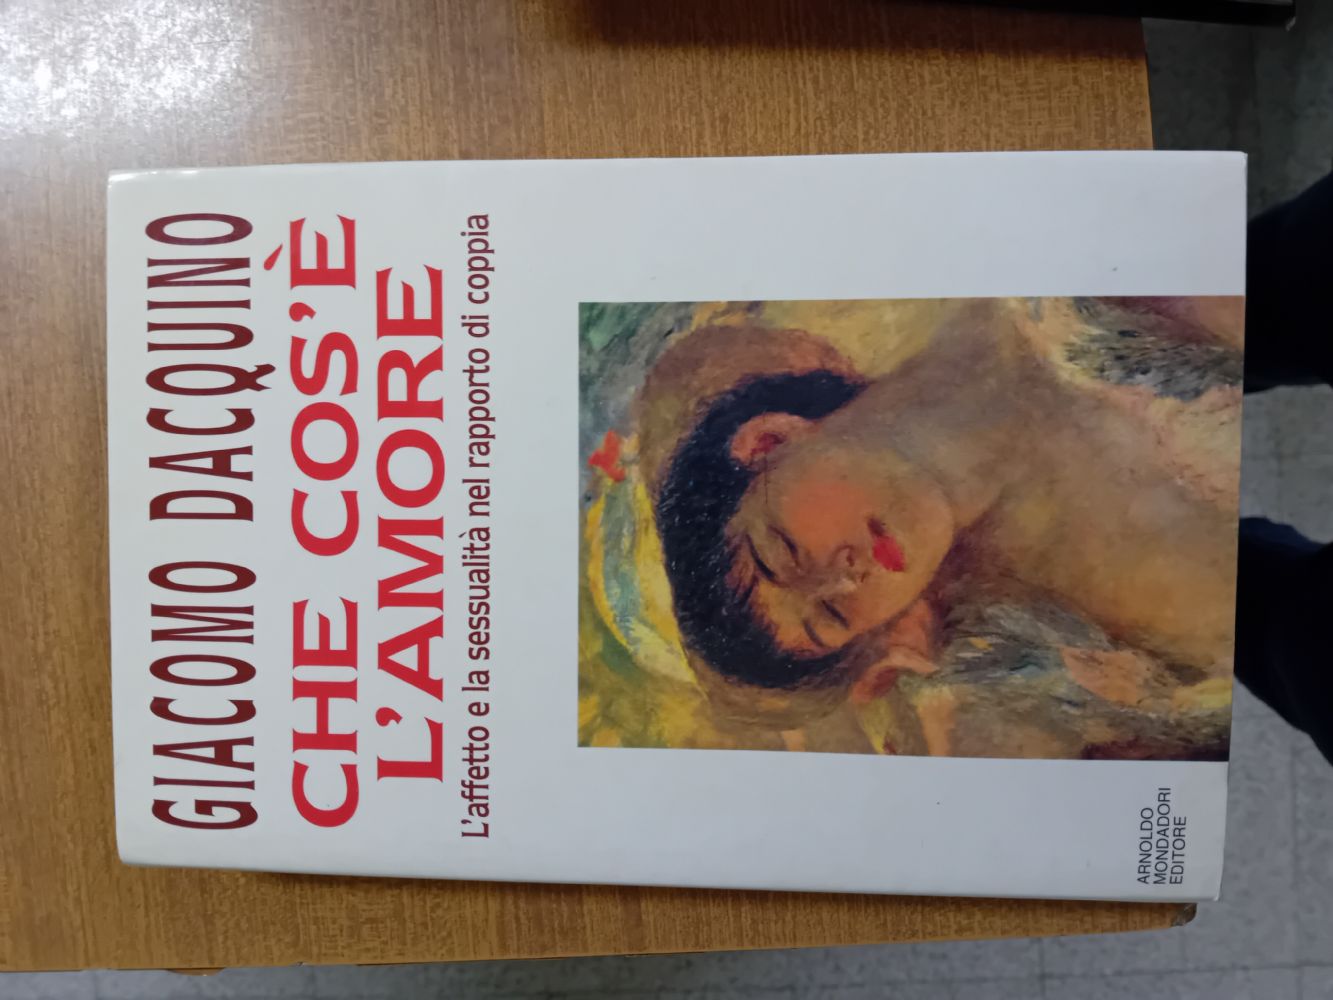 GIACOMO DACQUINO
CHE COS'È
L'AMORE
L'affetto e la sessualità nel rapporto di coppia
ARNOLDO
MONDADORI
EDITORE